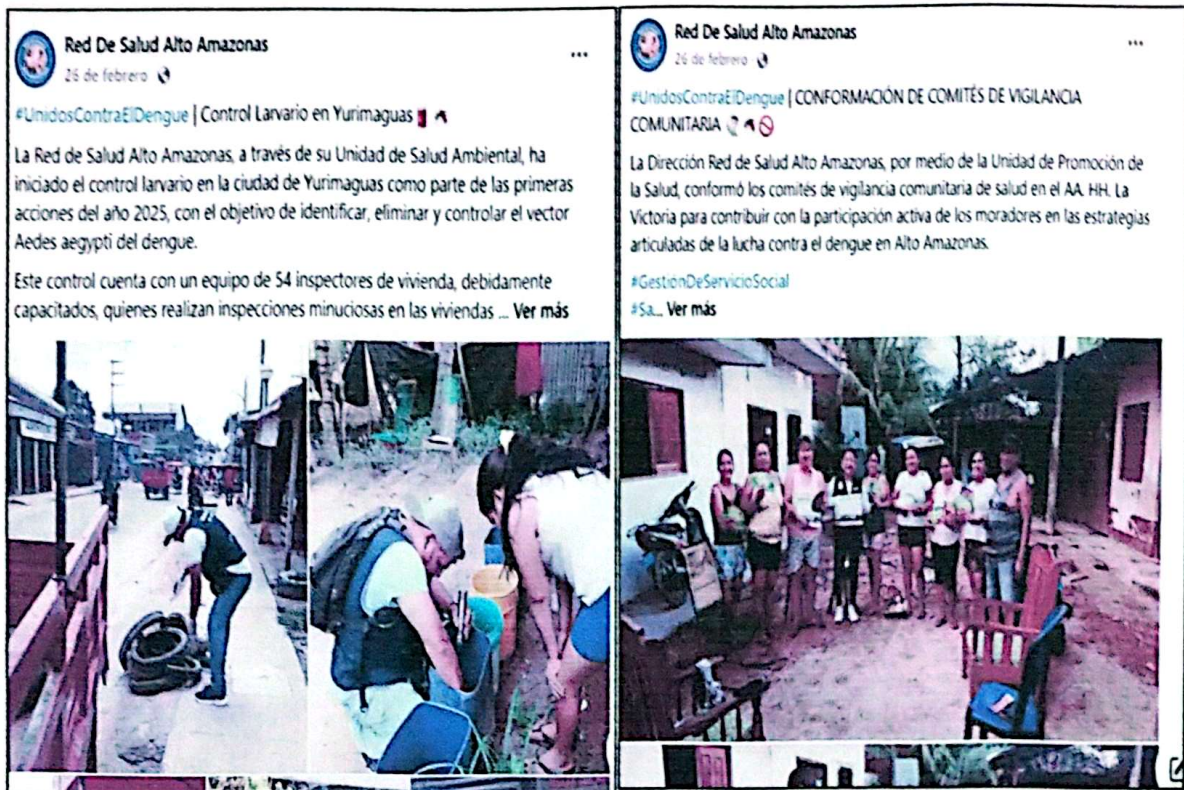 Red De Salud Alto Amazonas
26 de febrero
#UnidosContraElDengue | Control Larvario en Yurimaguas
La Red de Salud Alto Amazonas, a través de su Unidad de Salud Ambiental, ha
iniciado el control larvario en la ciudad de Yurimaguas como parte de las primeras
acciones del año 2025, con el objetivo de identificar, eliminar y controlar el vector
Aedes aegypti del dengue.
Este control cuenta con un equipo de 54 inspectores de vivienda, debidamente
capacitados, quienes realizan inspecciones minuciosas en las viviendas ... Ver más
Red De Salud Alto Amazonas
26 de febrero
#UnidosContraElDengue | CONFORMACIÓN DE COMITÉS DE VIGILANCIA
COMUNITARIA
La Dirección Red de Salud Alto Amazonas, por medio de la Unidad de Promoción de
la Salud, conformó los comités de vigilancia comunitaria de salud en el AA. HH. La
Victoria para contribuir con la participación activa de los moradores en las estrategias
articuladas de la lucha contra el dengue en Alto Amazonas.
#GestiónDeServicioSocial
#Sa... Ver más